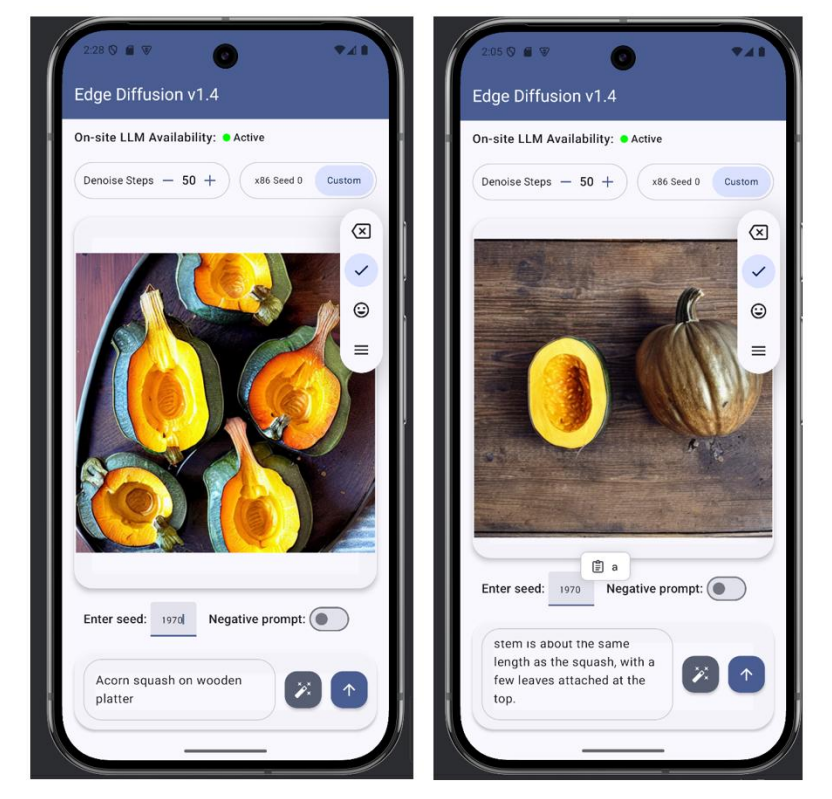 2:28
Edge Diffusion v1.4
On-site LLM Availability: Active
Denoise Steps — 50 +
x86 Seed 0 Custom
Enter seed: 1970 Negative prompt:
Acorn squash on wooden
platter
2:05
Edge Diffusion v1.4
On-site LLM Availability: Active
Denoise Steps — 50 +
x86 Seed 0 Custom
a
Enter seed: 1970 Negative prompt:
stem is about the same
length as the squash, with a
few leaves attached at the
top.